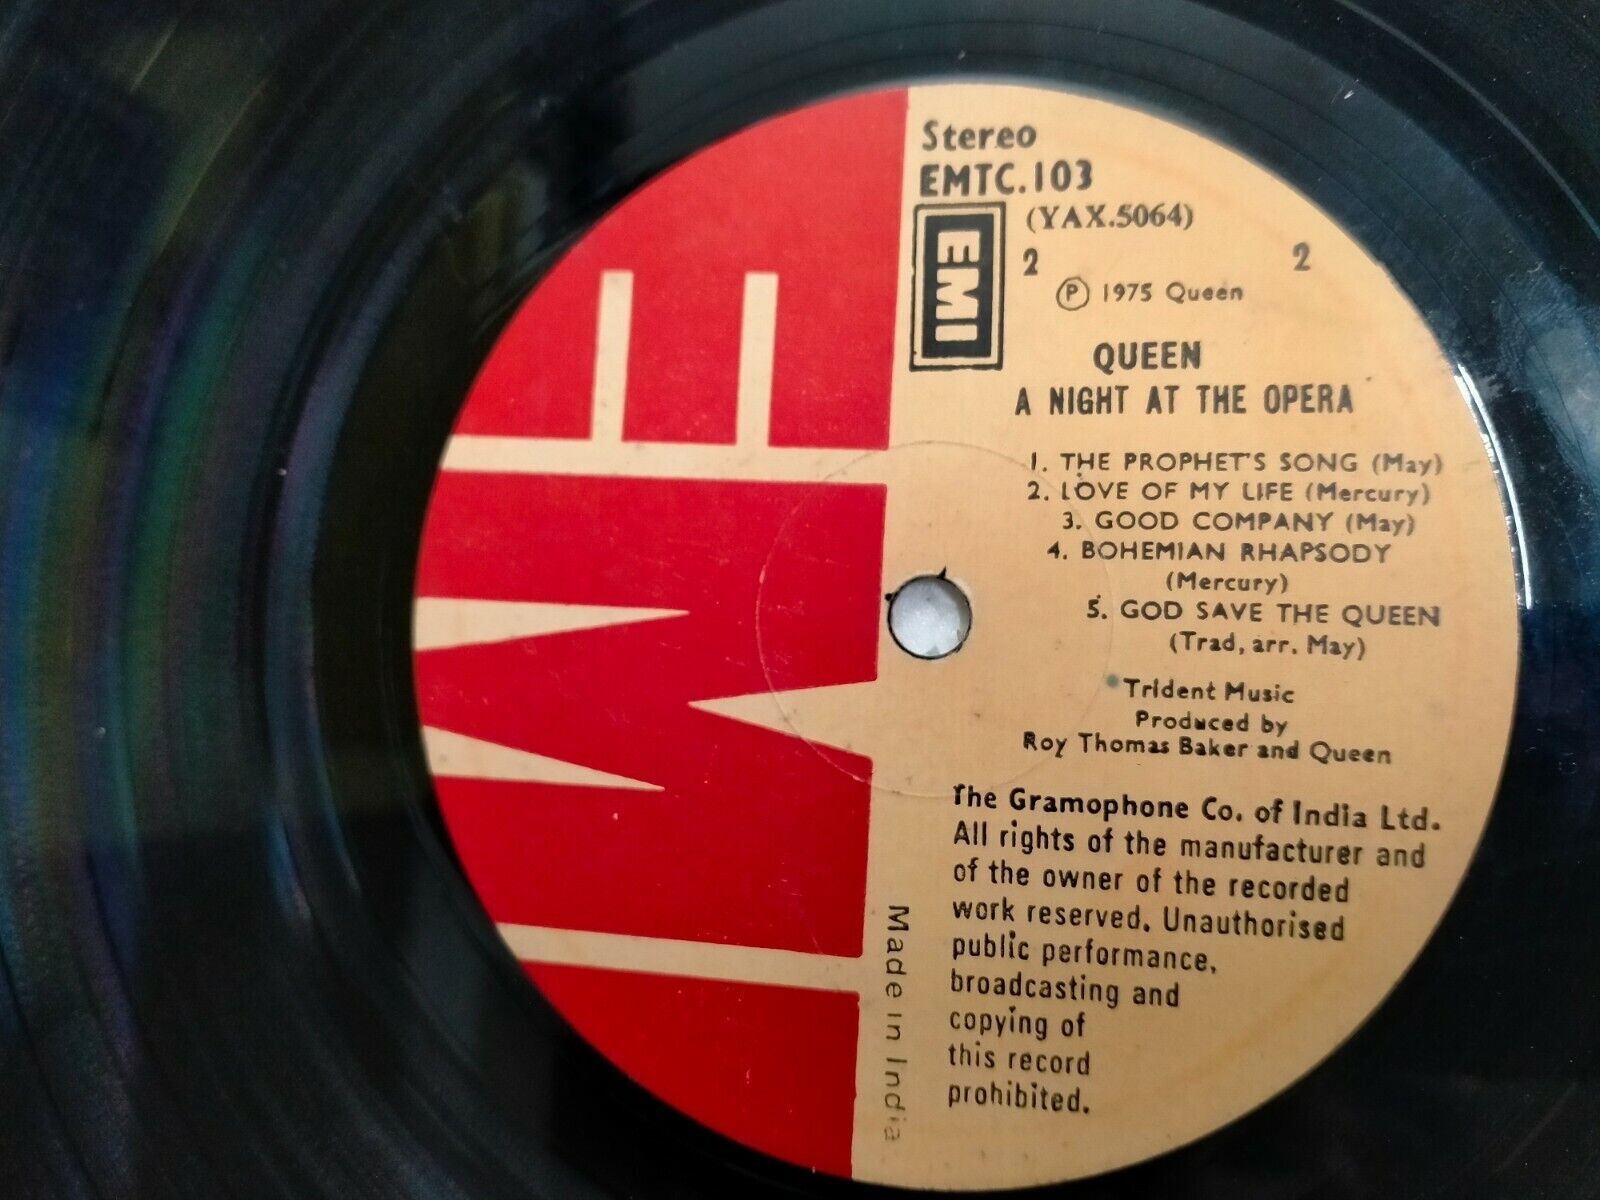 Stereo
EMTC.103
(YAX.5064)
EMI
2
2
Ⓟ 1975 Queen
QUEEN
A NIGHT AT THE OPERA
1. THE PROPHET'S SONG (May)
2. LOVE OF MY LIFE (Mercury)
3. GOOD COMPANY (May)
4. BOHEMIAN RHAPSODY
(Mercury)
5. GOD SAVE THE QUEEN
(Trad, arr. May)
Trident Music
Produced by
Roy Thomas Baker and Queen
The Gramophone Co. of India Ltd.
All rights of the manufacturer and
of the owner of the recorded
work reserved. Unauthorised
public performance,
broadcasting and
copying of
this record
prohibited.
Made in India
EMI